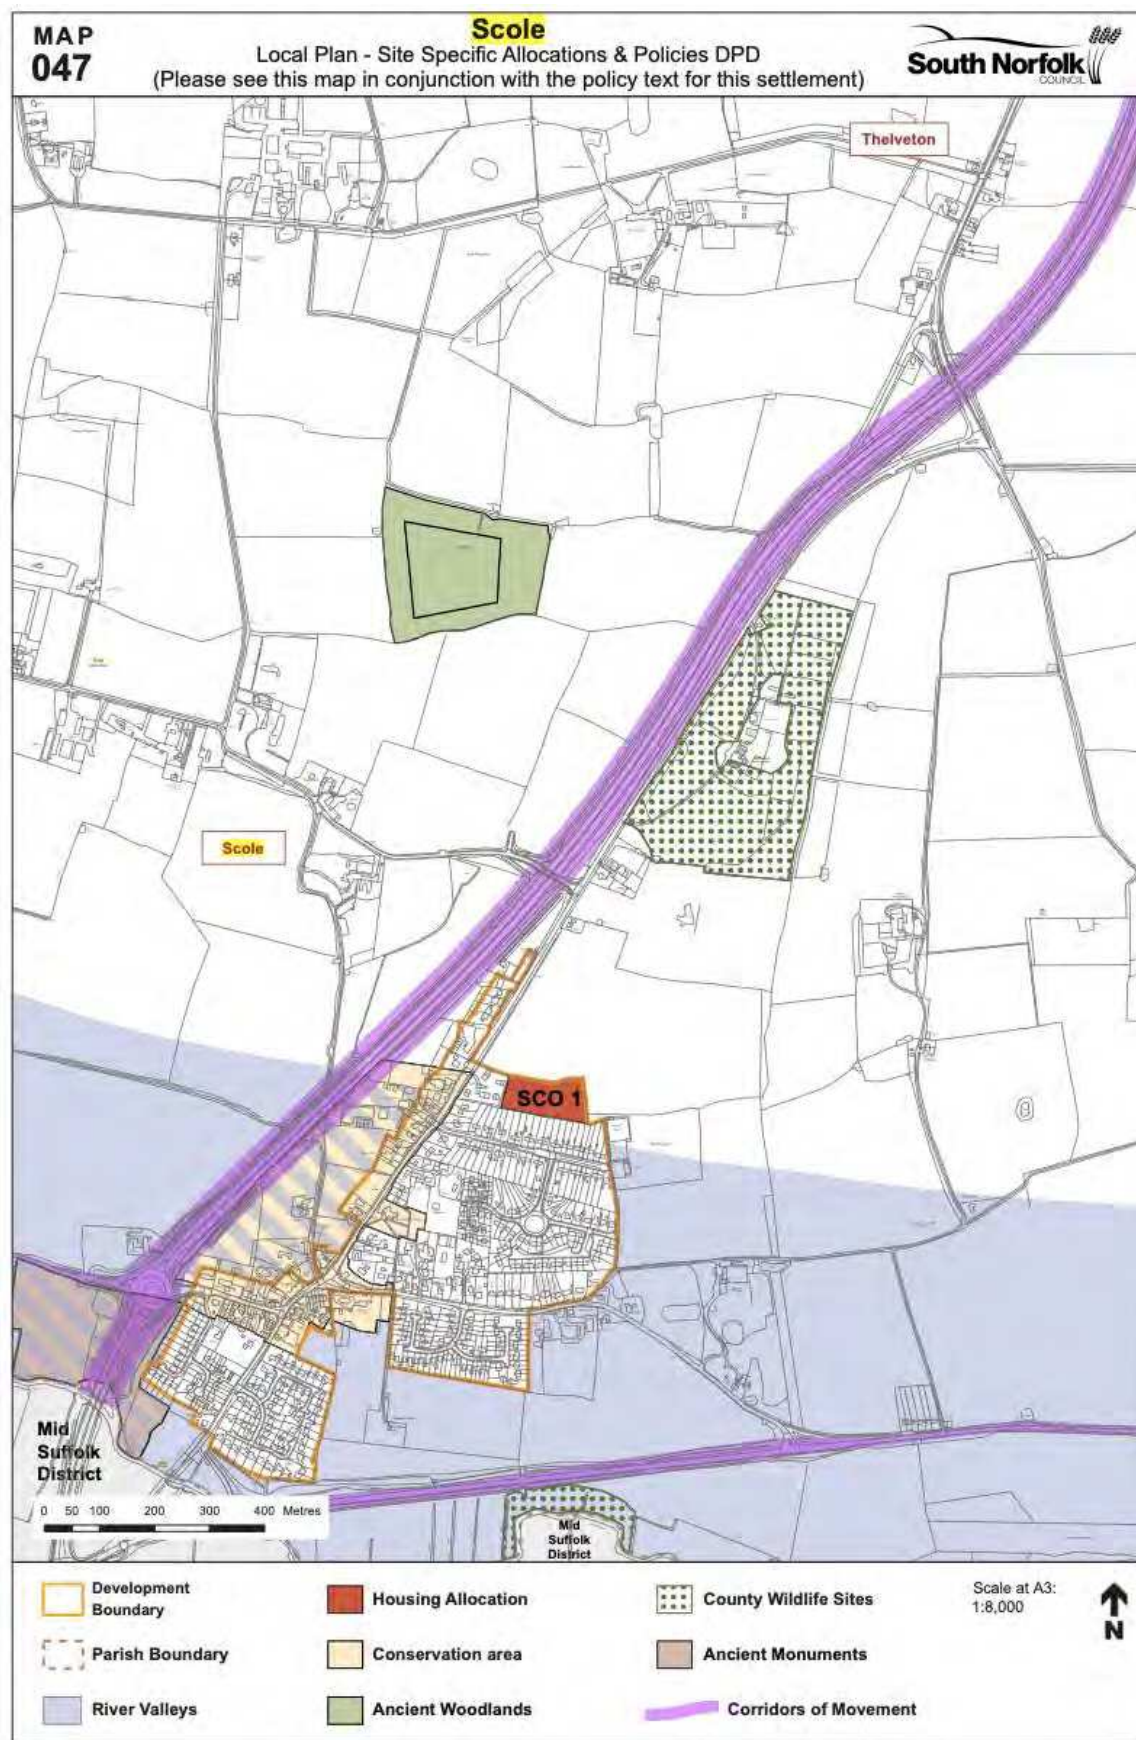 MAP
047
Scole
Local Plan - Site Specific Allocations & Policies DPD
(Please see this map in conjunction with the policy text for this settlement)
South Norfolk
COUNCIL
Thelveton
Scole
SCO 1
Mid
Suffolk
District
0 50 100 200 300 400 Metres
Mid
Suffolk
District
Development
Boundary
Housing Allocation
County Wildlife Sites
Scale at A3:
1:8,000
N
Parish Boundary
Conservation area
Ancient Monuments
River Valleys
Ancient Woodlands
Corridors of Movement